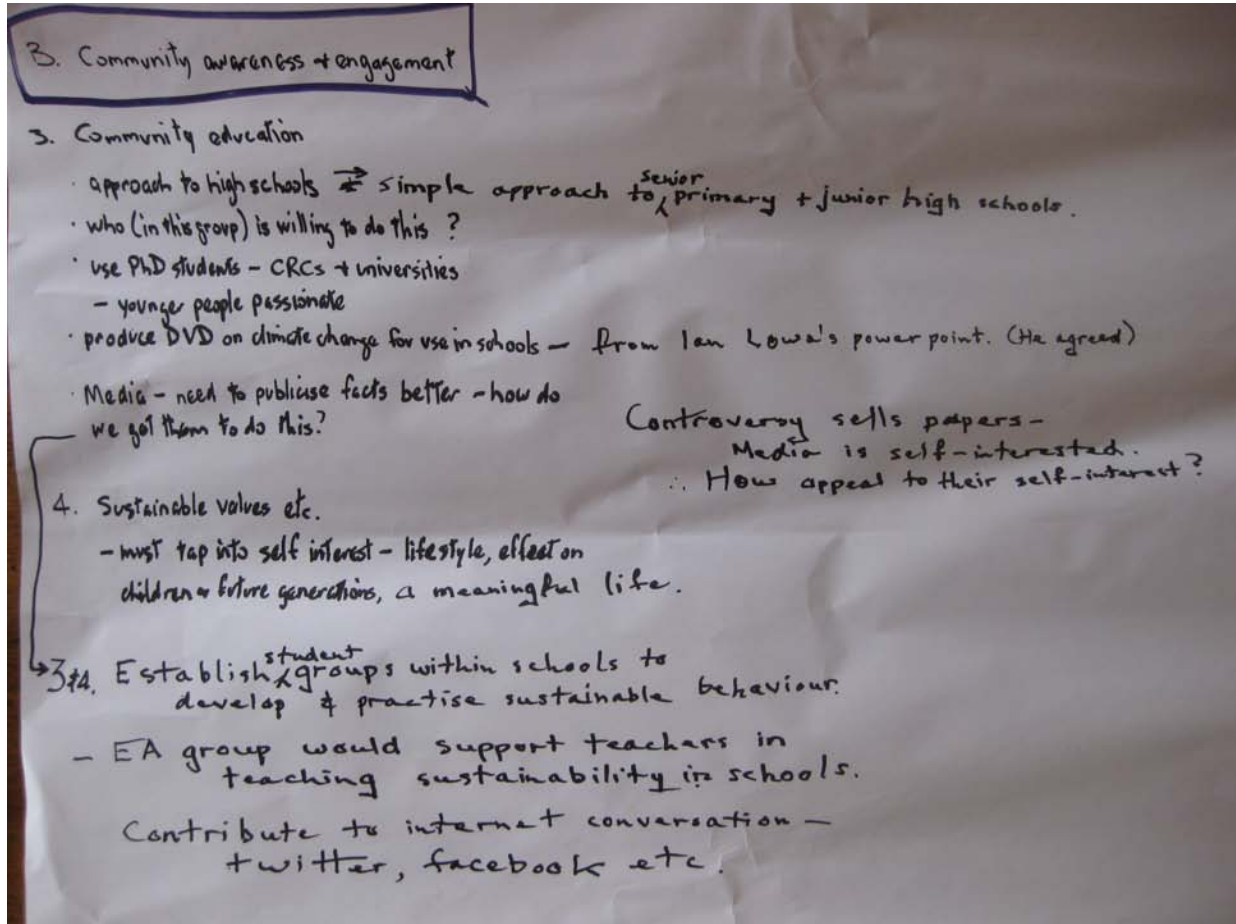 B. Community awareness + engagement
3. Community education
· approach to high schools → simple approach to senior primary + junior high schools.
· who (in this group) is willing to do this ?
· use PhD students - CRCs + universities
- younger people passionate
· produce DVD on climate change for use in schools - from Ian Lowe's powerpoint. (He agreed)
· Media - need to publicise facts better - how do
we get them to do this?
Controversy sells papers -
Media is self-interested.
∴ How appeal to their self-interest?
4. Sustainable values etc.
- must tap into self interest - lifestyle, effect on
children + future generations, a meaningful life.
3&4. Establish student groups within schools to
develop & practise sustainable behaviour.
- EA group would support teachers in
teaching sustainability in schools.
Contribute to internet conversation -
twitter, facebook etc.